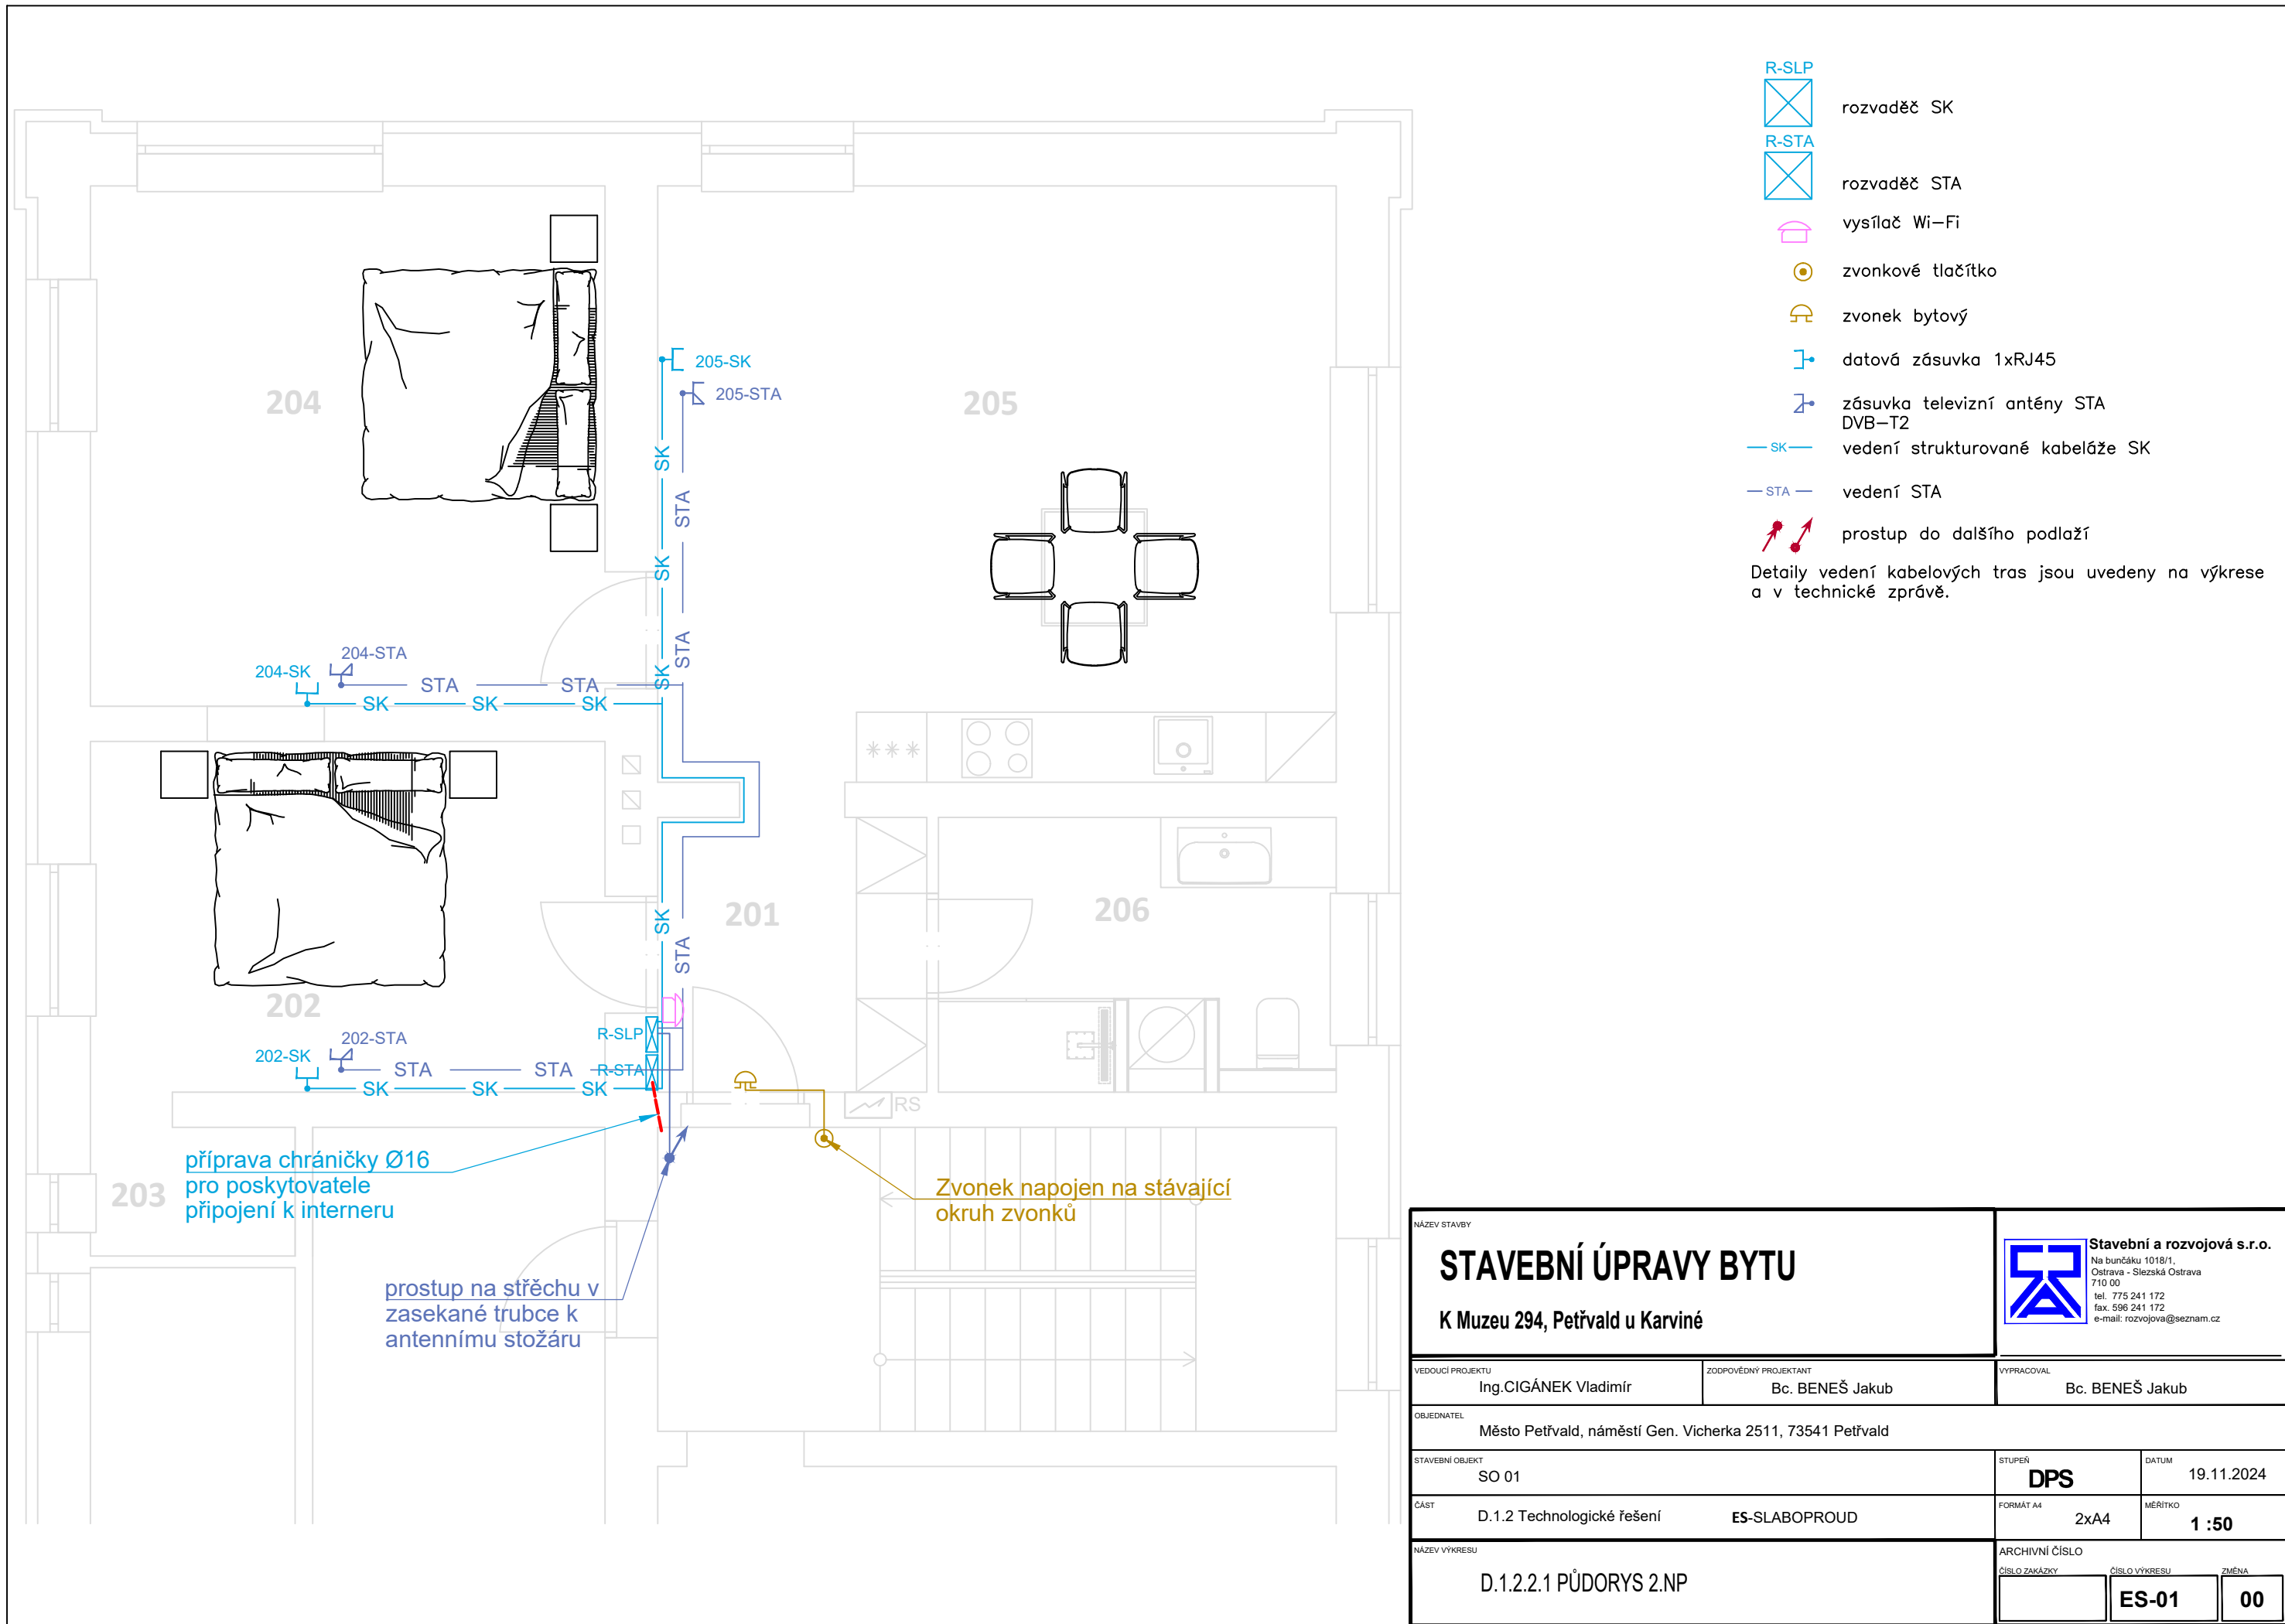 R-SLP
rozvaděč SK
R-STA
rozvaděč STA
vysílač Wi-Fi
zvonkové tlačítko
zvonek bytový
datová zásuvka 1xRJ45
zásuvka televizní antény STA
DVB-T2
SK
vedení strukturované kabeláže SK
STA
vedení STA
prostup do dalšího podlaží
Detaily vedení kabelových tras jsou uvedeny na výkrese
a v technické zprávě.
205-SK
205-STA
204
205
SK
STA
SK
STA
SK
204-STA
204-SK
STA
STA
SK
SK
SK
201
206
SK
STA
202
R-SLP
202-STA
202-SK
STA
STA
R-STA
SK
SK
SK
RS
příprava chráničky Ø16
pro poskytovatele
připojení k interneru
203
Zvonek napojen na stávající
okruh zvonků
prostup na střěchu v
zasekané trubce k
antennímu stožáru
NÁZEV STAVBY
STAVEBNÍ ÚPRAVY BYTU
K Muzeu 294, Petřvald u Karviné
Stavební a rozvojová s.r.o.
Na bunčáku 1018/1,
Ostrava - Slezská Ostrava
710 00
tel. 775 241 172
fax. 596 241 172
e-mail: rozvojova@seznam.cz
VEDOUCÍ PROJEKTU
Ing.CIGÁNEK Vladimír
ZODPOVĚDNÝ PROJEKTANT
Bc. BENEŠ Jakub
VYPRACOVAL
Bc. BENEŠ Jakub
OBJEDNATEL
Město Petřvald, náměstí Gen. Vicherka 2511, 73541 Petřvald
STAVEBNÍ OBJEKT
SO 01
STUPEŇ
DPS
DATUM
19.11.2024
ČÁST
D.1.2 Technologické řešení
ES-SLABOPROUD
FORMÁT A4
2xA4
MĚŘÍTKO
1 :50
NÁZEV VÝKRESU
D.1.2.2.1 PŮDORYS 2.NP
ARCHIVNÍ ČÍSLO
ČÍSLO ZAKÁZKY
ČÍSLO VÝKRESU
ES-01
ZMĚNA
00